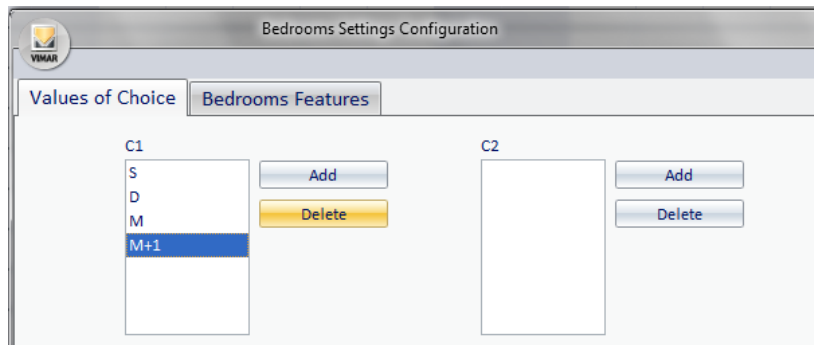 Bedrooms Settings Configuration
VIMAR
Values of Choice Bedrooms Features
C1 C2
S Add Add
D
Delete Delete
M
M+1